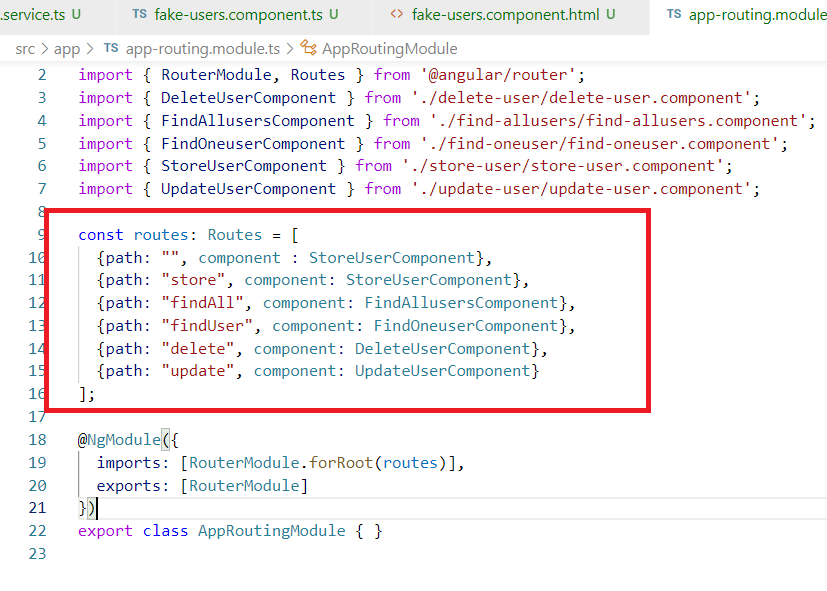 .service.ts U TS fake-users.component.ts U <> fake-users.component.html U TS app-routing.module
src > app > TS app-routing.module.ts > AppRoutingModule
2 import { RouterModule, Routes } from '@angular/router';
3 import { DeleteUserComponent } from './delete-user/delete-user.component';
4 import { FindAllusersComponent } from './find-allusers/find-allusers.component';
5 import { FindOneuserComponent } from './find-oneuser/find-oneuser.component';
6 import { StoreUserComponent } from './store-user/store-user.component';
7 import { UpdateUserComponent } from './update-user/update-user.component';
8
9 const routes: Routes = [
10 {path: "", component : StoreUserComponent},
11 {path: "store", component: StoreUserComponent},
12 {path: "findAll", component: FindAllusersComponent},
13 {path: "findUser", component: FindOneuserComponent},
14 {path: "delete", component: DeleteUserComponent},
15 {path: "update", component: UpdateUserComponent}
16 ];
17
18 @NgModule({
19 imports: [RouterModule.forRoot(routes)],
20 exports: [RouterModule]
21 })
22 export class AppRoutingModule { }
23